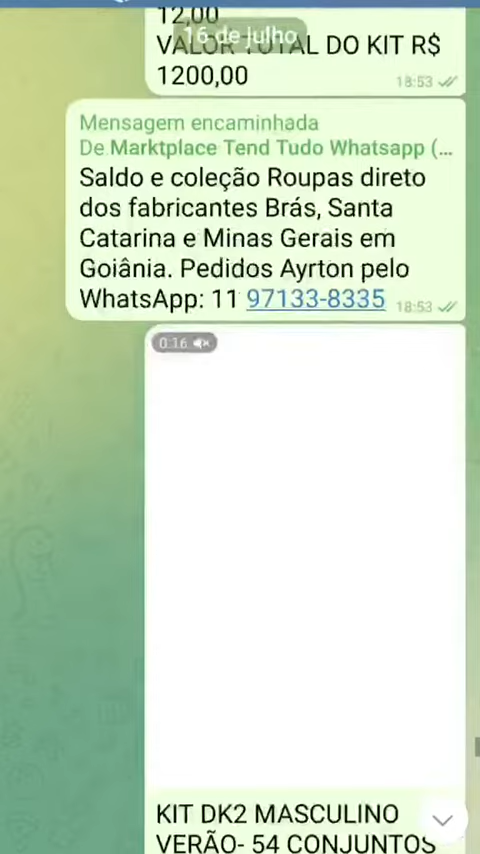 12,00
16 de julho
VALOR TOTAL DO KIT R$
1200,00
18:53
Mensagem encaminhada
De Marktplace Tend Tudo Whatsapp (...
Saldo e coleção Roupas direto
dos fabricantes Brás, Santa
Catarina e Minas Gerais em
Goiânia. Pedidos Ayrton pelo
WhatsApp: 11 97133-8335
18:53
0:16
KIT DK2 MASCULINO
VERÃO- 54 CONJUNTOS